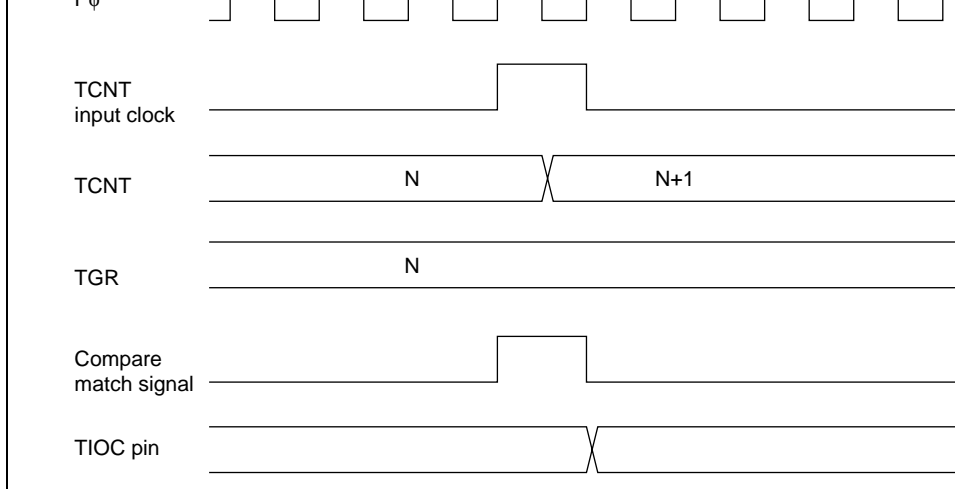 Pφ
TCNT
input clock
TCNT
N
N+1
TGR
N
Compare
match signal
TIOC pin